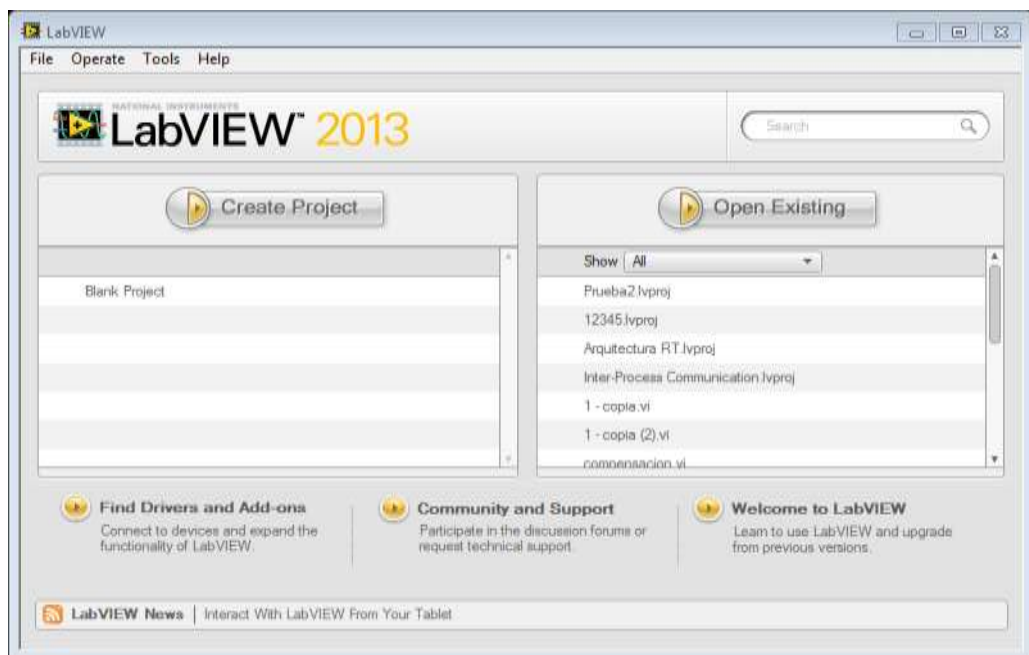 LabVIEW
File Operate Tools Help
NATIONAL INSTRUMENTS
LabVIEW™ 2013
Search
Create Project
Blank Project
Open Existing
Show All
Prueba2.lvproj
12345.lvproj
Arquitectura RT.lvproj
Inter-Process Communication.lvproj
1 - copia.vi
1 - copia (2).vi
compensacion.vi
Find Drivers and Add-ons
Connect to devices and expand the
functionality of LabVIEW.
Community and Support
Participate in the discussion forums or
request technical support.
Welcome to LabVIEW
Learn to use LabVIEW and upgrade
from previous versions.
LabVIEW News | Interact With LabVIEW From Your Tablet